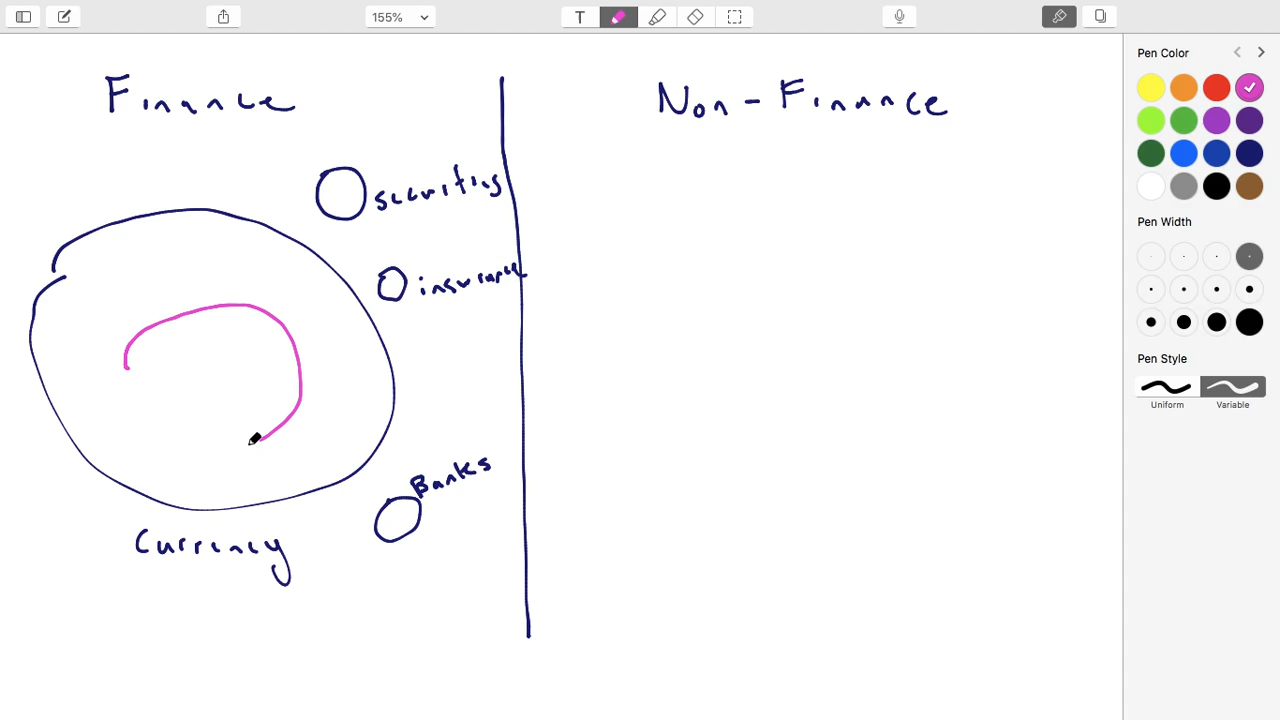 155%
T
Finance
Non-Finance
securities
insurance
Banks
Currency
Pen Color
Pen Width
Pen Style
Uniform
Variable